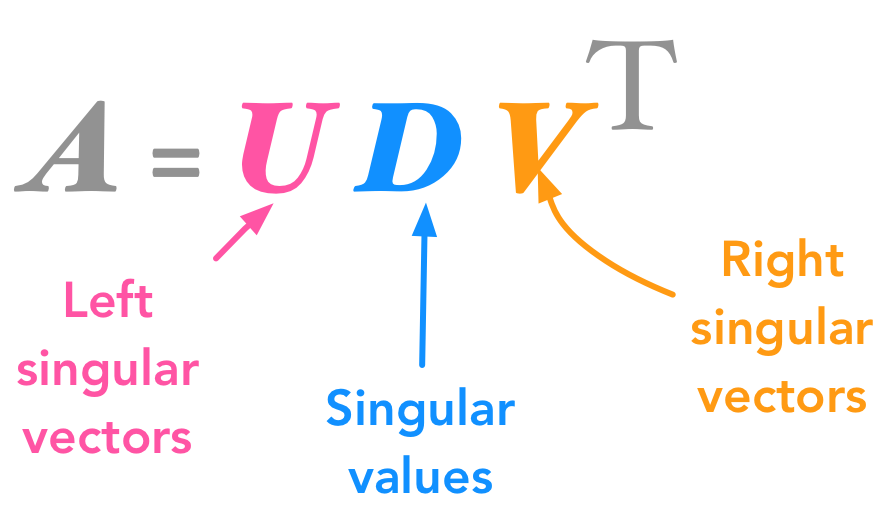 A = U D V T
Left
singular
vectors
Singular
values
Right
singular
vectors